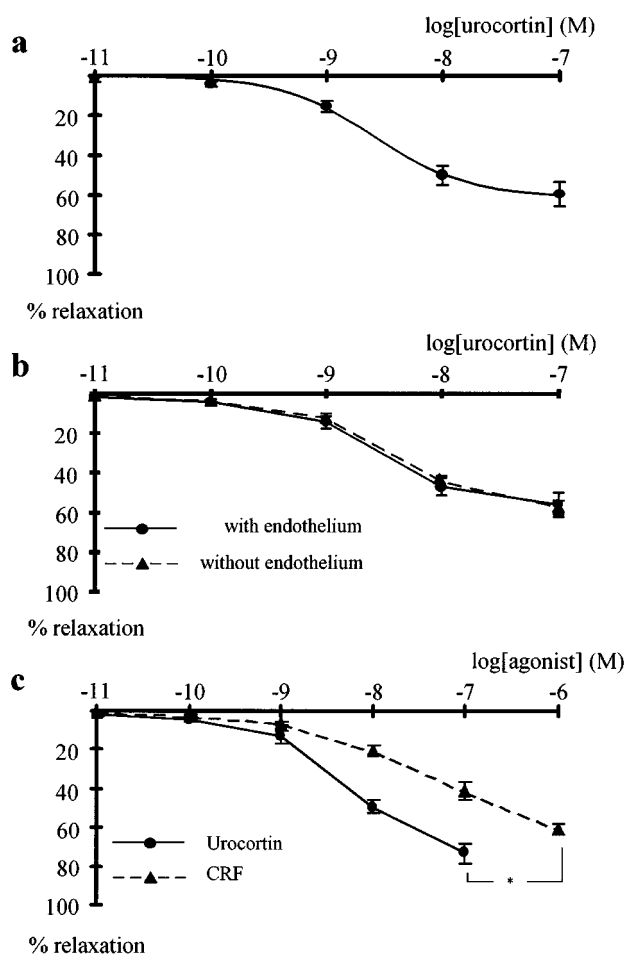 a
log[urocortin] (M)
-11 -10 -9 -8 -7
20
40
60
80
100
% relaxation
b
log[urocortin] (M)
-11 -10 -9 -8 -7
20
40
60
80
100
with endothelium
without endothelium
% relaxation
c
log[agonist] (M)
-11 -10 -9 -8 -7 -6
20
40
60
80
100
Urocortin
CRF
*
% relaxation